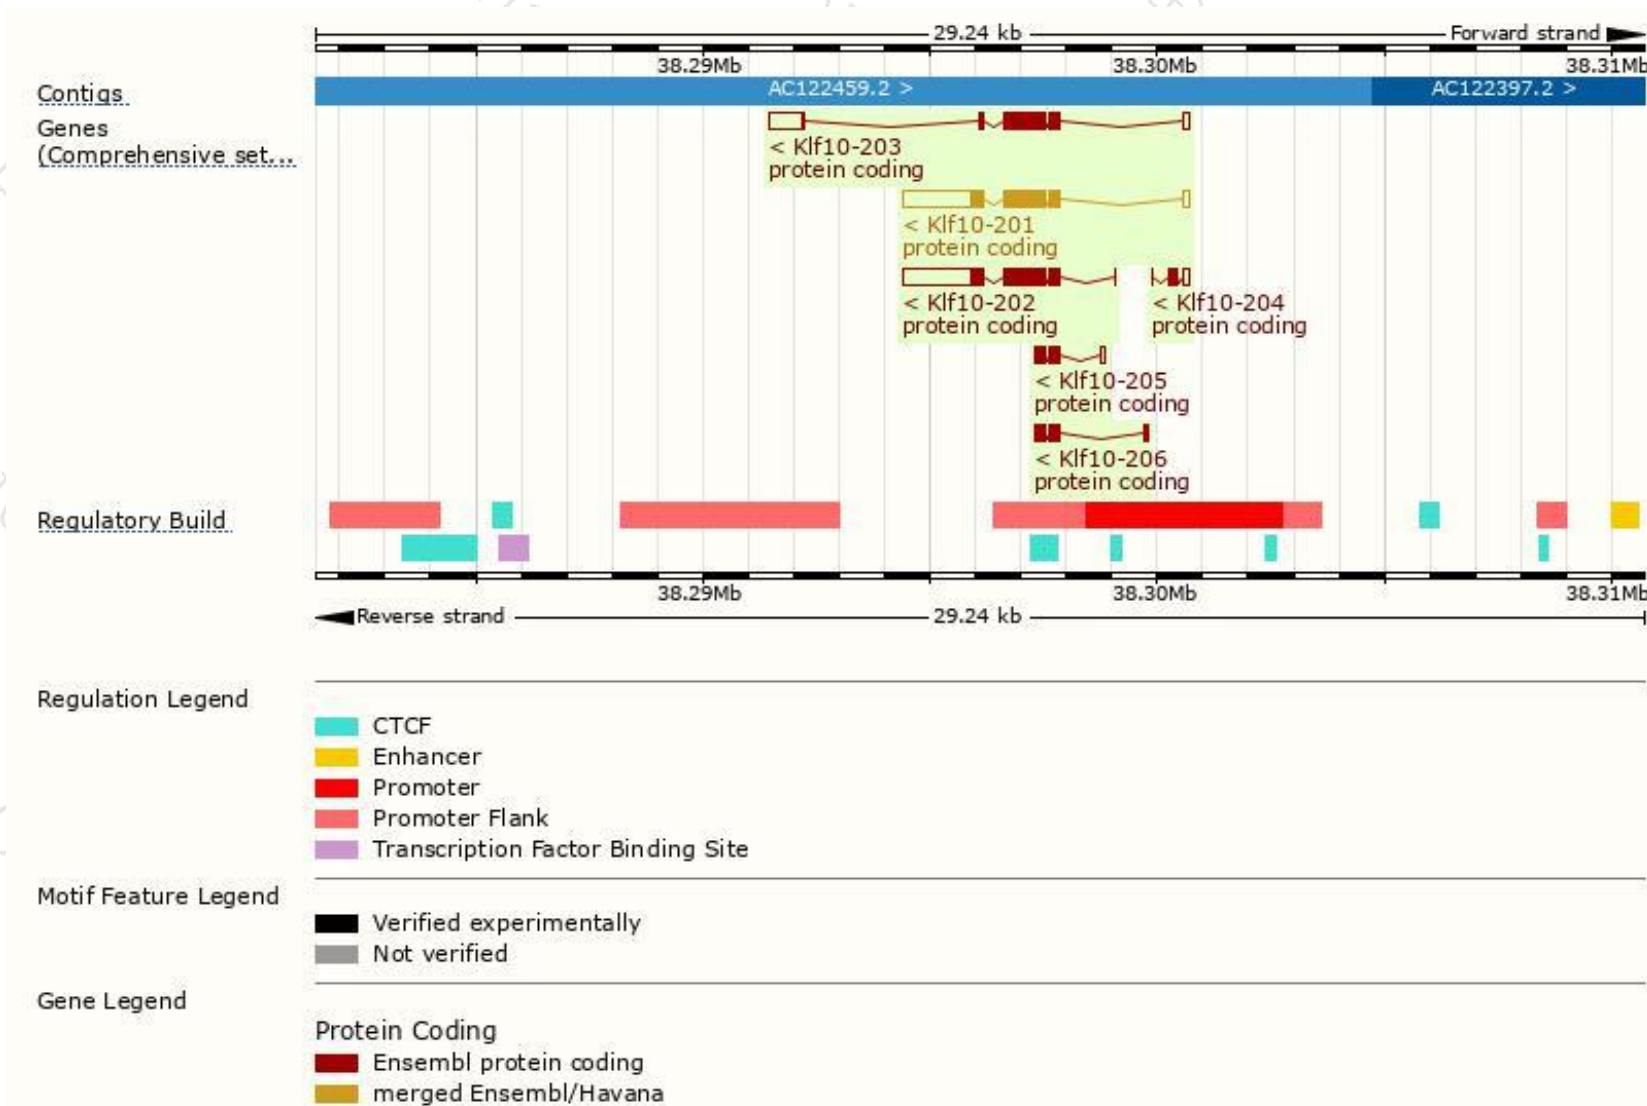 29.24 kb
Forward strand
38.29Mb 38.30Mb 38.31Mb
Contigs
AC122459.2 > AC122397.2 >
Genes
(Comprehensive set...
< Klf10-203
protein coding
< Klf10-201
protein coding
< Klf10-202 < Klf10-204
protein coding protein coding
< Klf10-205
protein coding
< Klf10-206
protein coding
Regulatory Build
38.29Mb 38.30Mb 38.31Mb
Reverse strand 29.24 kb
Regulation Legend
CTCF
Enhancer
Promoter
Promoter Flank
Transcription Factor Binding Site
Motif Feature Legend
Verified experimentally
Not verified
Gene Legend
Protein Coding
Ensembl protein coding
merged Ensembl/Havana